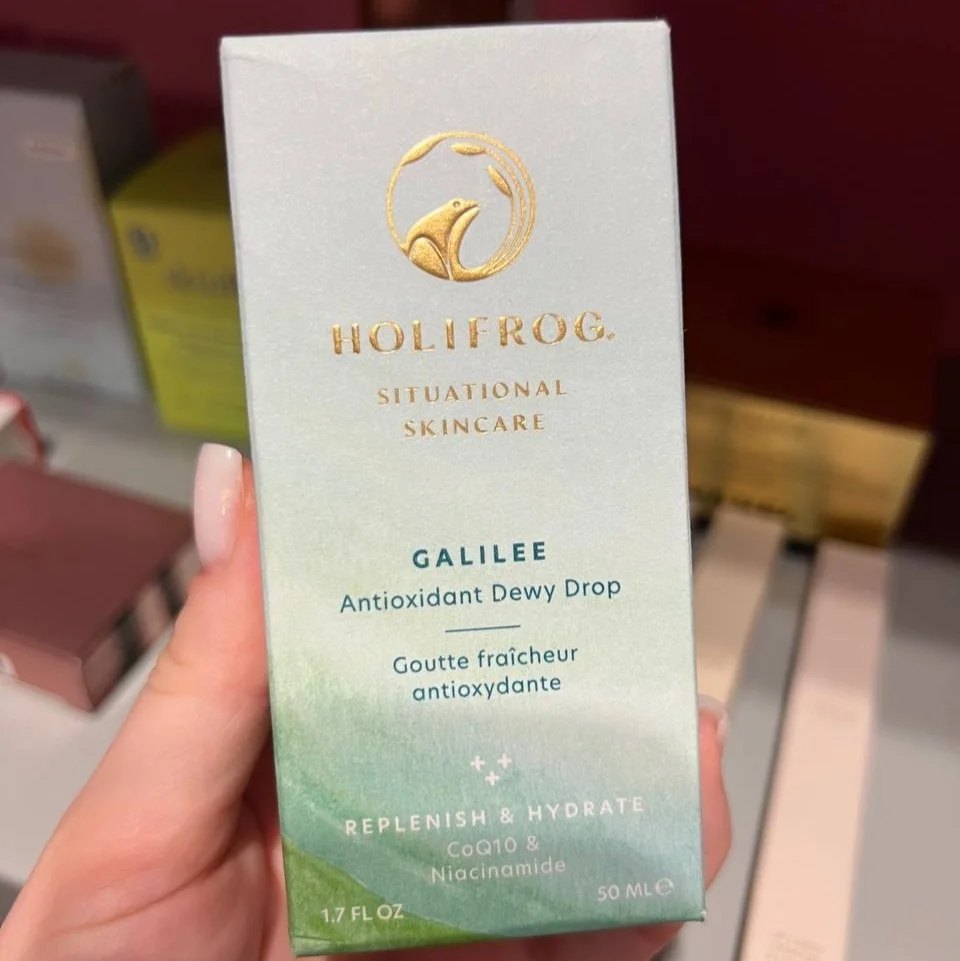 HOLIFROG®
SITUATIONAL
SKINCARE
GALILEE
Antioxidant Dewy Drop
Goutte fraîcheur
antioxydante
REPLENISH & HYDRATE
CoQ10 &
Niacinamide
50 ML℮
1.7 FL OZ